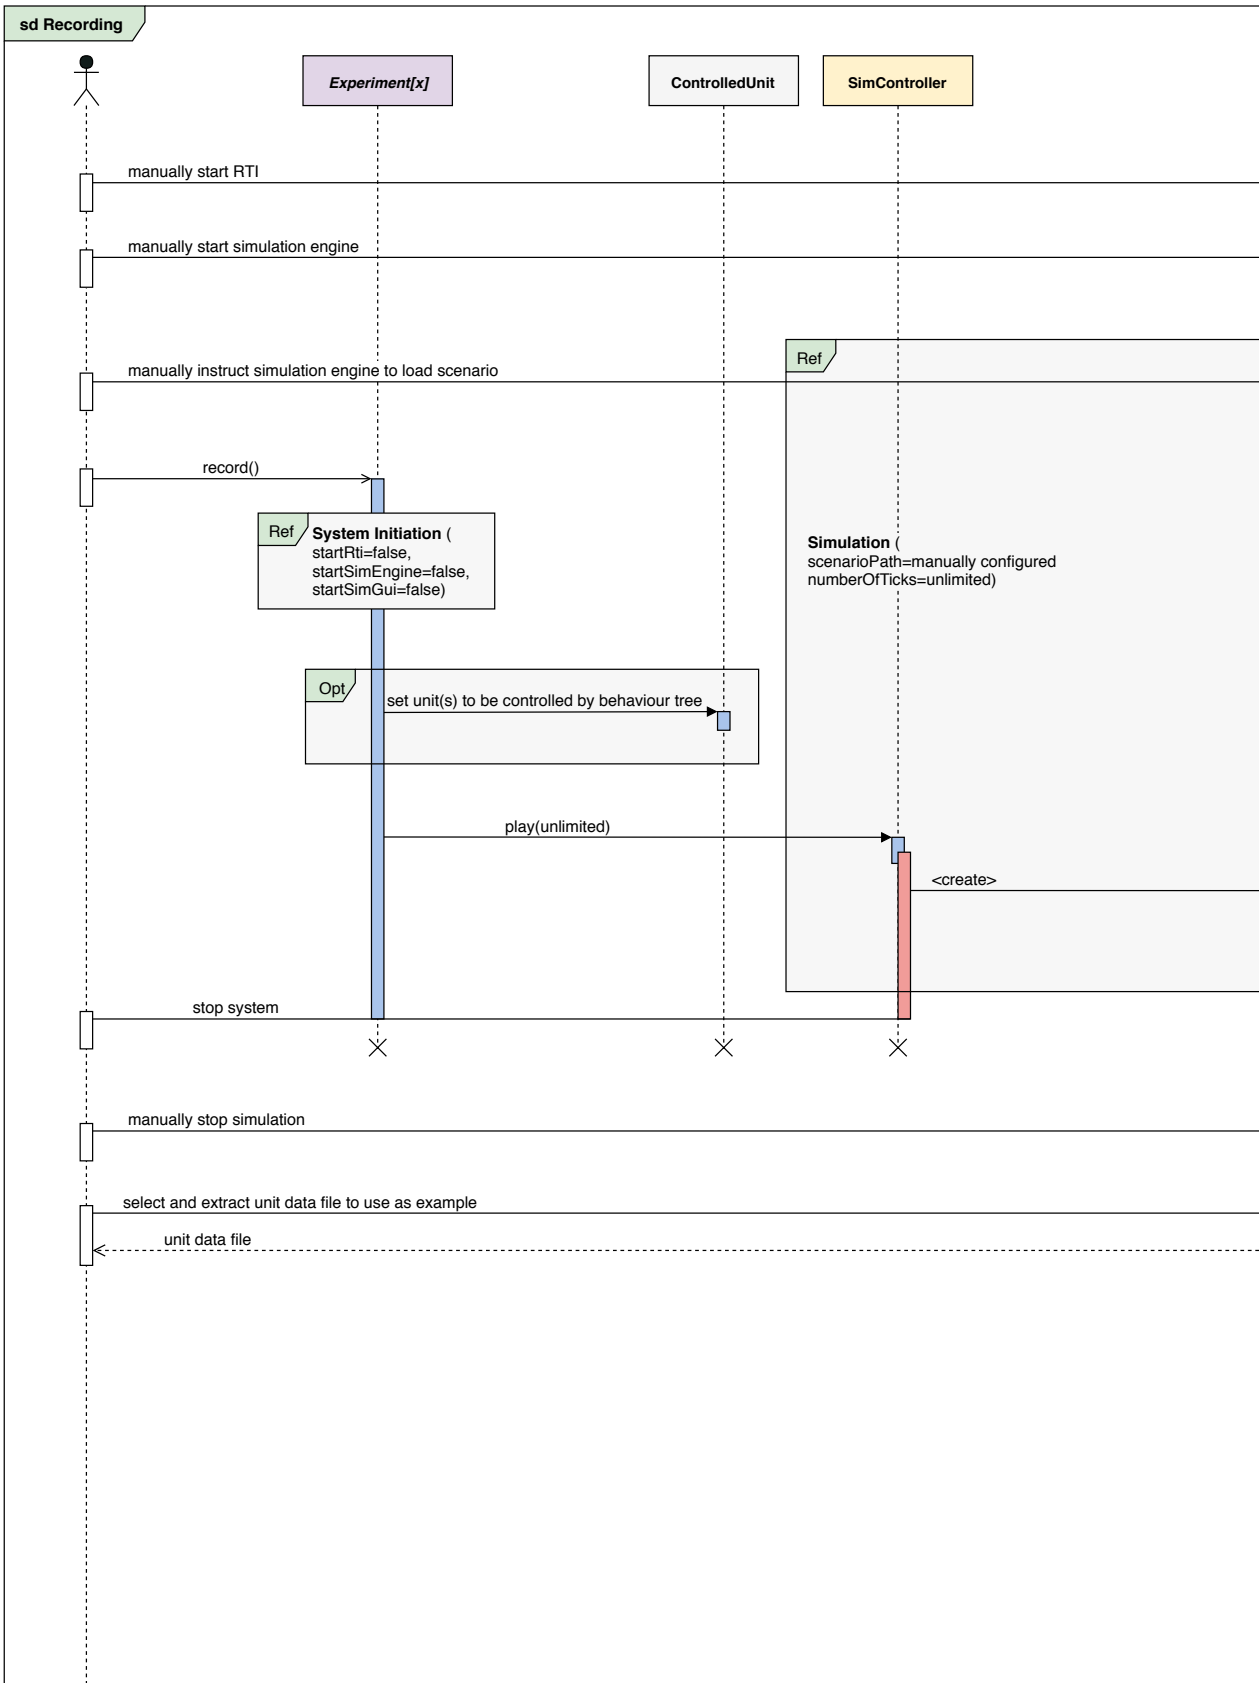 sd Recording
Experiment[x]
ControlledUnit
SimController
manually start RTI
manually start simulation engine
Ref
manually instruct simulation engine to load scenario
record()
Ref
System Initiation (
startRti=false,
startSimEngine=false,
startSimGui=false)
Simulation (
scenarioPath=manually configured
numberOfTicks=unlimited)
Opt
set unit(s) to be controlled by behaviour tree
play(unlimited)
<create>
stop system
manually stop simulation
select and extract unit data file to use as example
unit data file